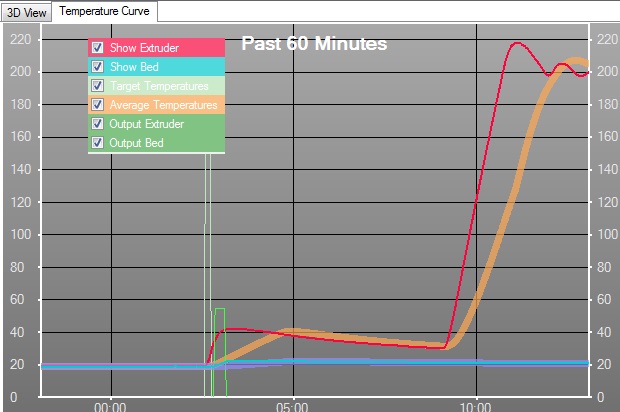 3D View Temperature Curve
220 Show Extruder Past 60 Minutes 220
Show Bed
200 Target Temperatures 200
Average Temperatures
180 Output Extruder 180
160 Output Bed 160
140 140
120 120
100 100
80 80
60 60
40 40
20 20
0 0
00:00 05:00 10:00